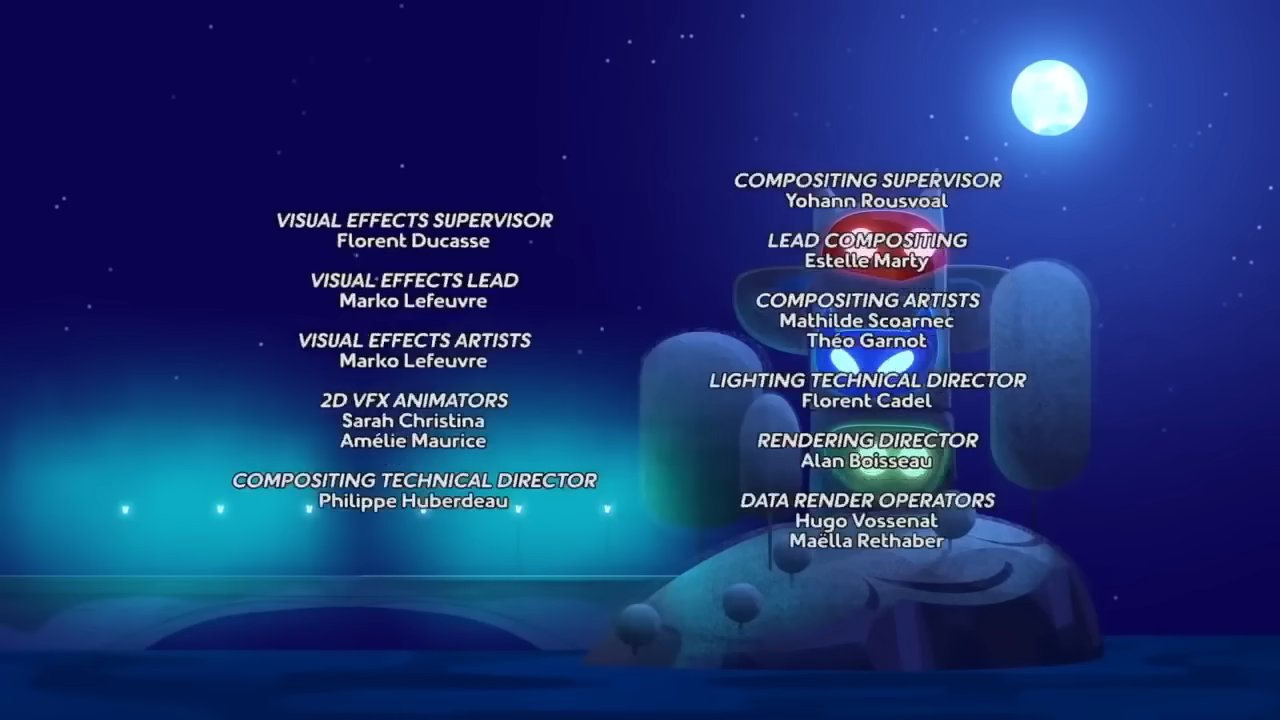 VISUAL EFFECTS SUPERVISOR
Florent Ducasse
VISUAL EFFECTS LEAD
Marko Lefeuvre
VISUAL EFFECTS ARTISTS
Marko Lefeuvre
2D VFX ANIMATORS
Sarah Christina
Amélie Maurice
COMPOSITING TECHNICAL DIRECTOR
Philippe Huberdeau
COMPOSITING SUPERVISOR
Yohann Rousvoal
LEAD COMPOSITING
Estelle Marty
COMPOSITING ARTISTS
Mathilde Scoarnec
Théo Garnot
LIGHTING TECHNICAL DIRECTOR
Florent Cadel
RENDERING DIRECTOR
Alan Boisseau
DATA RENDER OPERATORS
Hugo Vossenat
Maëlla Rethaber